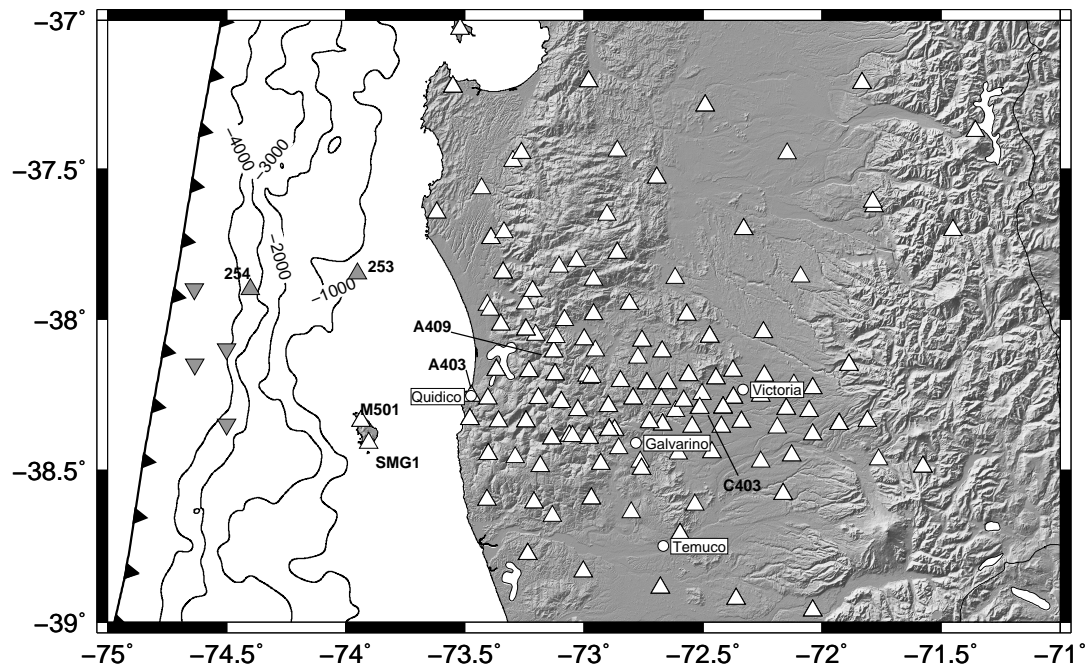 −37˚
−37.5˚
−38˚
−38.5˚
−39˚
−75˚
−74.5˚
−74˚
−73.5˚
−73˚
−72.5˚
−72˚
−71.5˚
−71˚
−4000
−3000
−2000
−1000
254
253
A409
A403
Quidico
Victoria
M501
Galvarino
SMG1
C403
Temuco